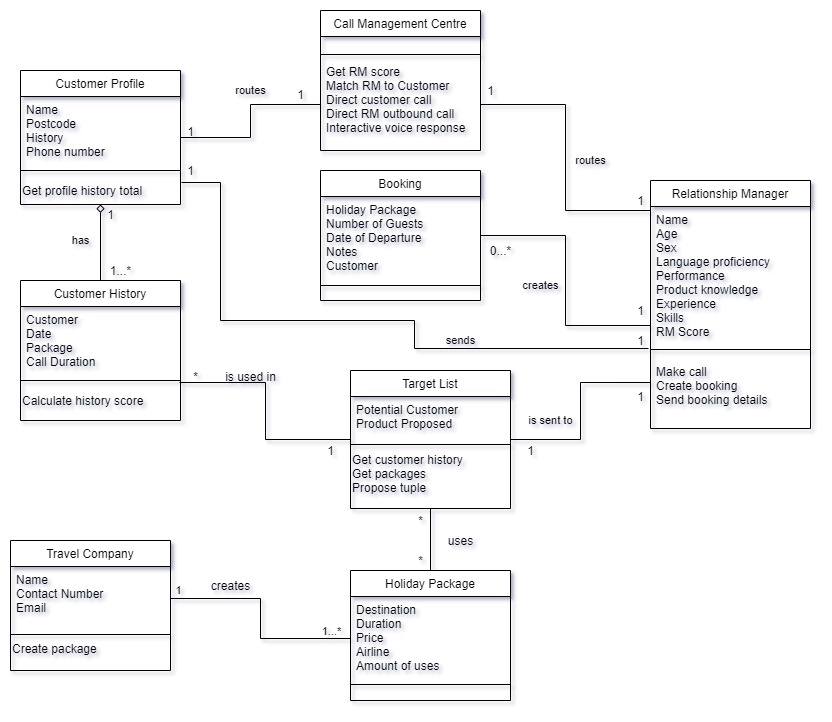 Call Management Centre
Get RM score
Match RM to Customer
Direct customer call
Direct RM outbound call
Interactive voice response
Customer Profile
Name
Postcode
History
Phone number
Get profile history total
routes
1
1
1
routes
1
Booking
Holiday Package
Number of Guests
Date of Departure
Notes
Customer
0...*
creates
1
Relationship Manager
Name
Age
Sex
Language proficiency
Performance
Product knowledge
Experience
Skills
RM Score
Make call
Create booking
Send booking details
1
sends
1
1
has
1...*
Customer History
Customer
Date
Package
Call Duration
Calculate history score
*
is used in
1
Target List
Potential Customer
Product Proposed
Get customer history
Get packages
Propose tuple
is sent to
1
1
*
uses
*
Travel Company
Name
Contact Number
Email
Create package
1
creates
1...*
Holiday Package
Destination
Duration
Price
Airline
Amount of uses